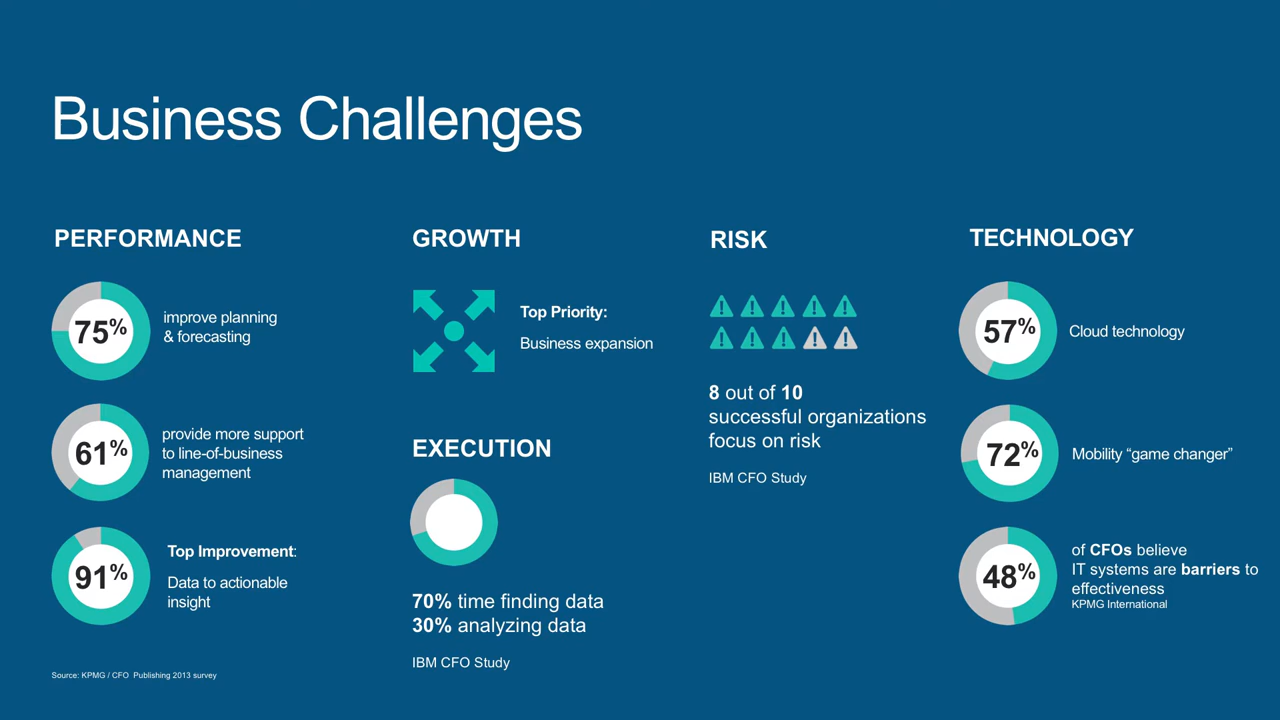 Business Challenges
PERFORMANCE
75%
improve planning
& forecasting
61%
provide more support
to line-of-business
management
91%
Top Improvement:
Data to actionable
insight
Source: KPMG / CFO  Publishing 2013 survey
GROWTH
Top Priority:
Business expansion
EXECUTION
70% time finding data
30% analyzing data
IBM CFO Study
RISK
8 out of 10
successful organizations
focus on risk
IBM CFO Study
TECHNOLOGY
57%
Cloud technology
72%
Mobility “game changer”
48%
of CFOs believe
IT systems are barriers to
effectiveness
KPMG International